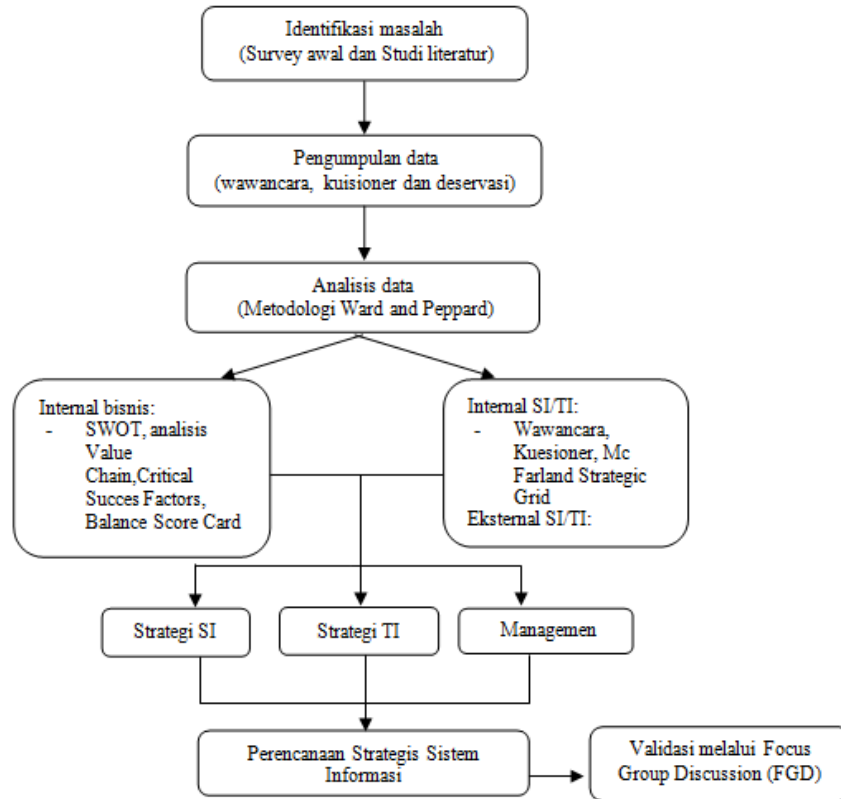 Identifikasi masalah
(Survey awal dan Studi literatur)
Pengumpulan data
(wawancara, kuisioner dan deservasi)
Analisis data
(Metodologi Ward and Peppard)
Internal bisnis:
- SWOT, analisis
Value
Chain,Critical
Succes Factors,
Balance Score Card
Internal SI/TI:
- Wawancara,
Kuesioner, Mc
Farland Strategic
Grid
Eksternal SI/TI:
Strategi SI
Strategi TI
Managemen
Perencanaan Strategis Sistem
Informasi
Validasi melalui Focus
Group Discussion (FGD)